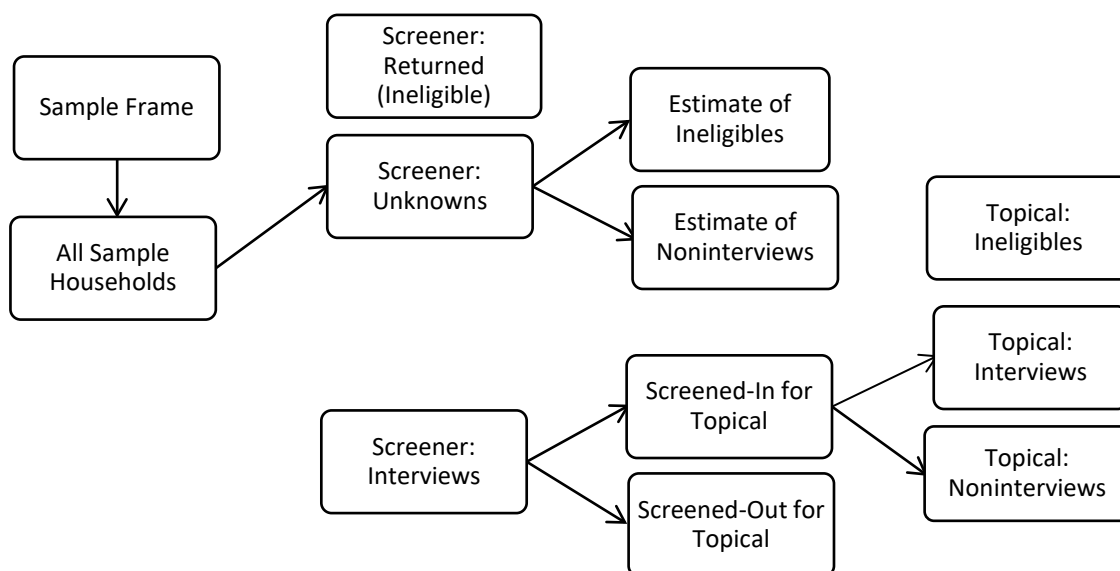 Sample Frame
All Sample
Households
Screener:
Returned
(Ineligible)
Screener:
Unknowns
Screener:
Interviews
Estimate of
Ineligibles
Estimate of
Noninterviews
Screened-In for
Topical
Screened-Out for
Topical
Topical:
Ineligibles
Topical:
Interviews
Topical:
Noninterviews